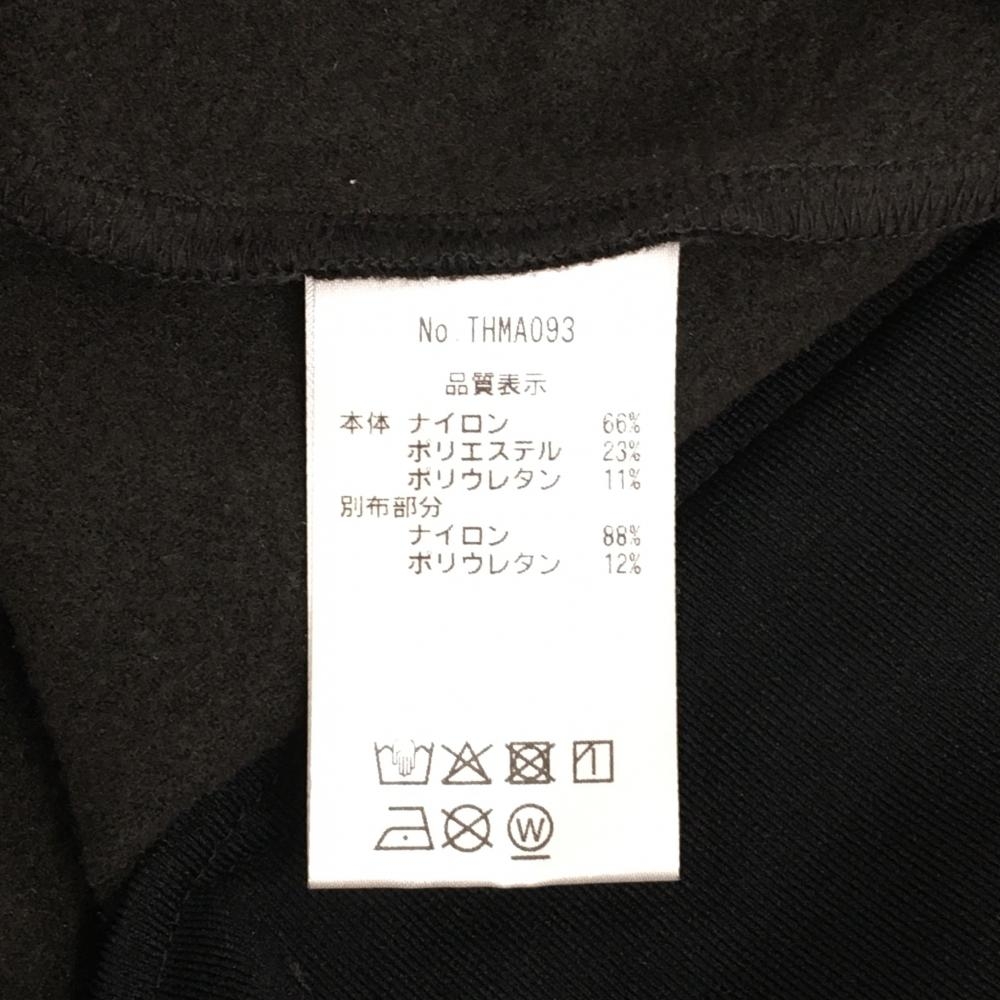 No.THMA093
品質表示
本体 ナイロン 66%
ポリエステル 23%
ポリウレタン 11%
別布部分
ナイロン 88%
ポリウレタン 12%
W